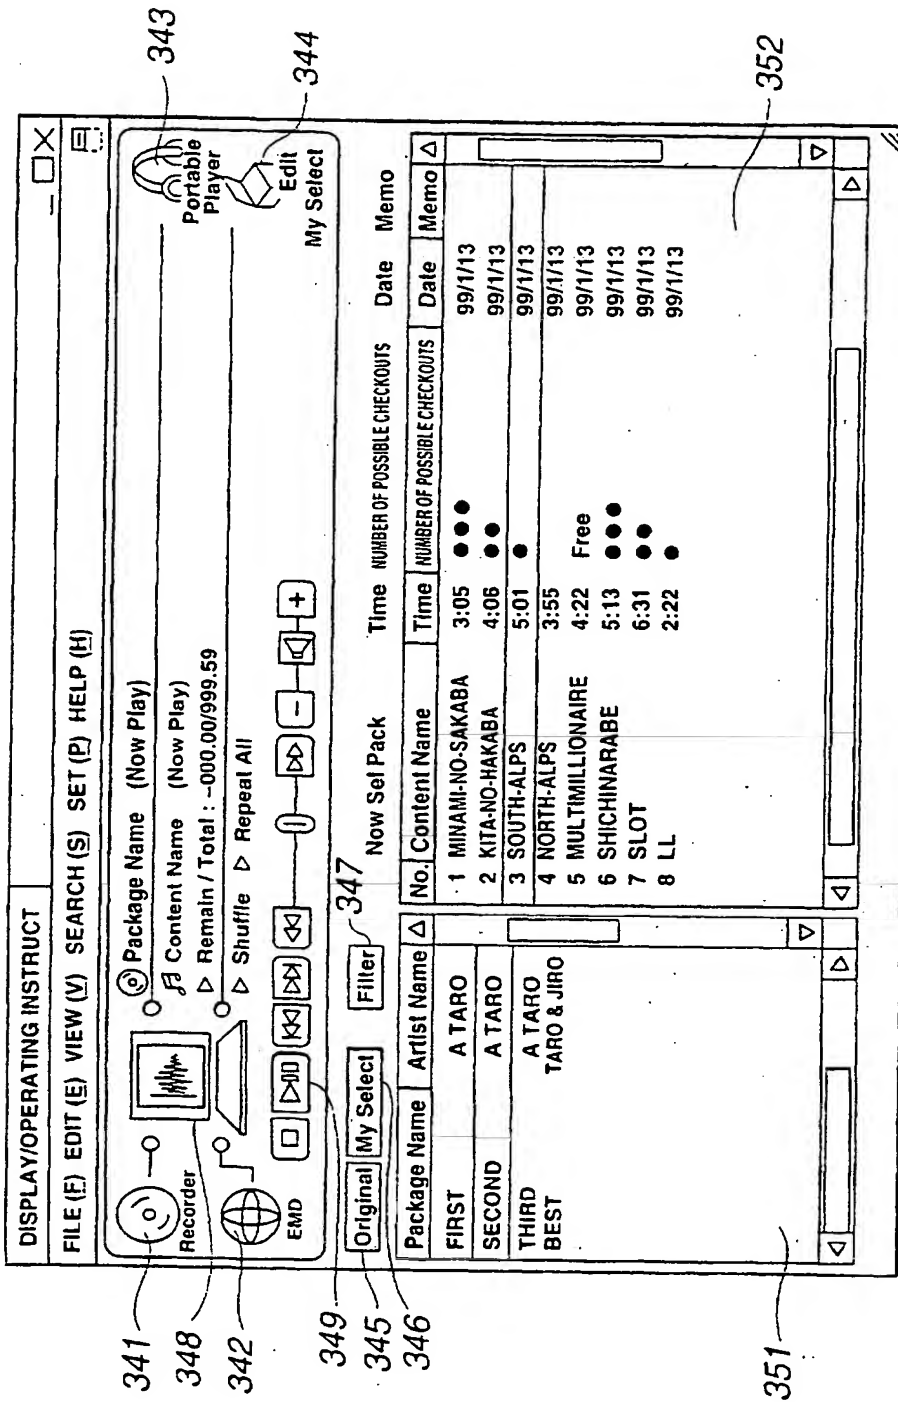 DISPLAY/OPERATING INSTRUCT
FILE (F) EDIT (E) VIEW (V) SEARCH (S) SET (P) HELP (H)
341
348
342
343
344
Recorder
EMD
Package Name (Now Play)
Content Name (Now Play)
Remain / Total : -000.00/999.59
Shuffle Repeat All
Portable
Player
Edit
My Select
349
345
346
347
Original My Select Filter
Now Set Pack Time NUMBER OF POSSIBLE CHECKOUTS Date Memo
Package Name Artist Name
FIRST A TARO
SECOND A TARO
THIRD A TARO
BEST TARO & JIRO
351
No. Content Name Time NUMBER OF POSSIBLE CHECKOUTS Date Memo
1 MINAMI-NO-SAKABA 3:05 ●●● 99/1/13
2 KITA-NO-HAKABA 4:06 ●● 99/1/13
3 SOUTH-ALPS 5:01 ● 99/1/13
4 NORTH-ALPS 3:55 99/1/13
5 MULTIMILLIONAIRE 4:22 Free 99/1/13
6 SHICHINARABE 5:13 ●●● 99/1/13
7 SLOT 6:31 ●● 99/1/13
8 LL 2:22 ● 99/1/13
352